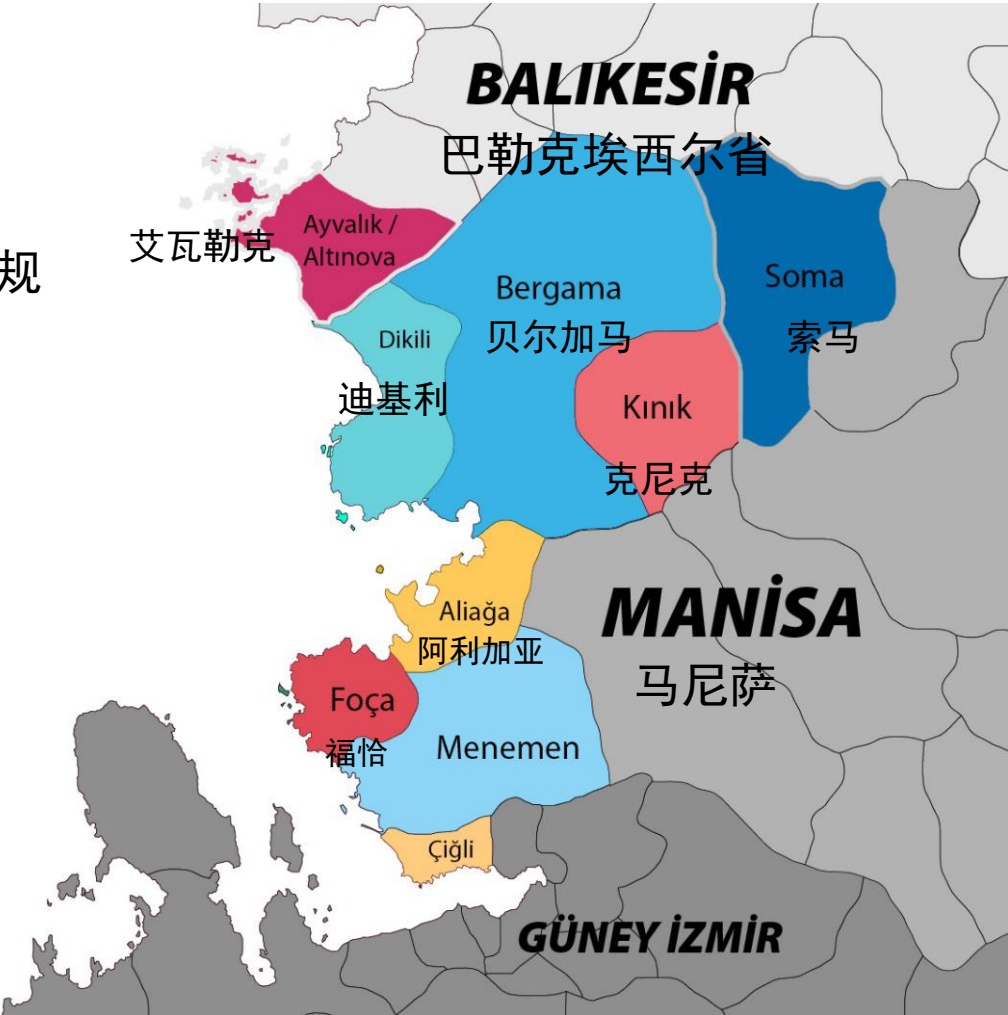 BALIKESİR
巴勒克埃西尔省
艾瓦勒克
Ayvalık /
Altınova
规
Bergama
贝尔加马
Soma
索马
Dikili
迪基利
Kınık
克尼克
Aliağa
阿利加亚
MANİSA
马尼萨
Foça
福恰
Menemen
Çiğli
GÜNEY İZMİR